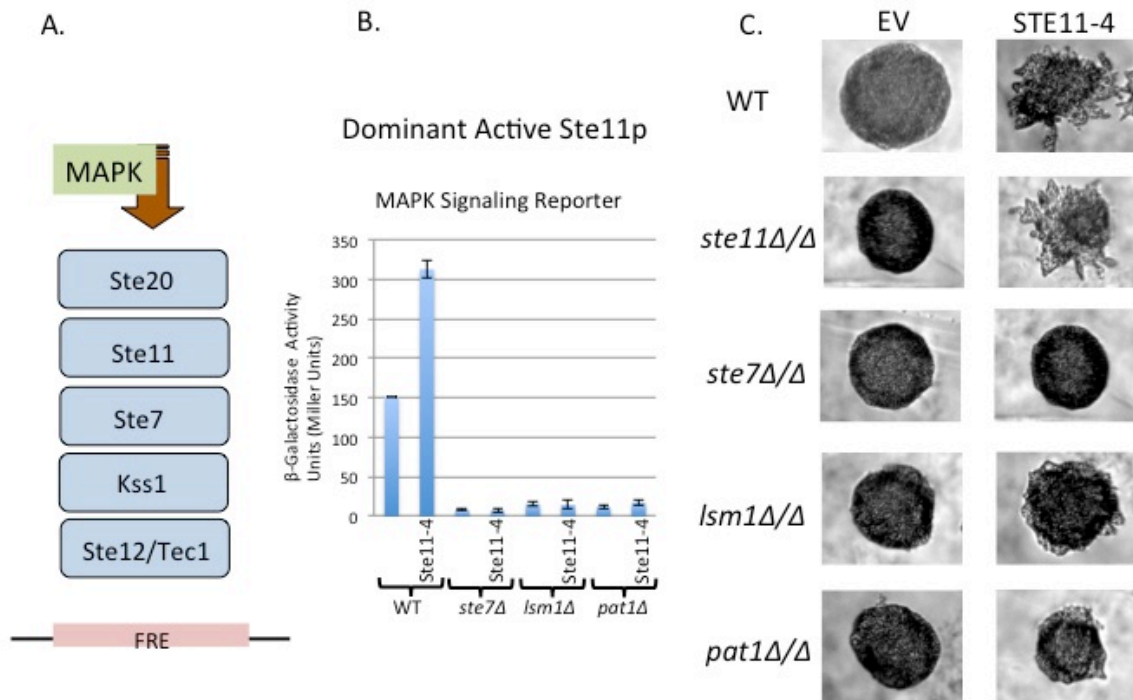 A.
MAPK
Ste20
Ste11
Ste7
Kss1
Ste12/Tec1
FRE
B.
Dominant Active Ste11p
MAPK Signaling Reporter
β-Galactosidase Activity
Units (Miller Units)
350
300
250
200
150
100
50
0
Ste11-4
Ste11-4
Ste11-4
Ste11-4
WT
ste7Δ
lsm1Δ
pat1Δ
C.
EV
STE11-4
WT
ste11Δ/Δ
ste7Δ/Δ
lsm1Δ/Δ
pat1Δ/Δ